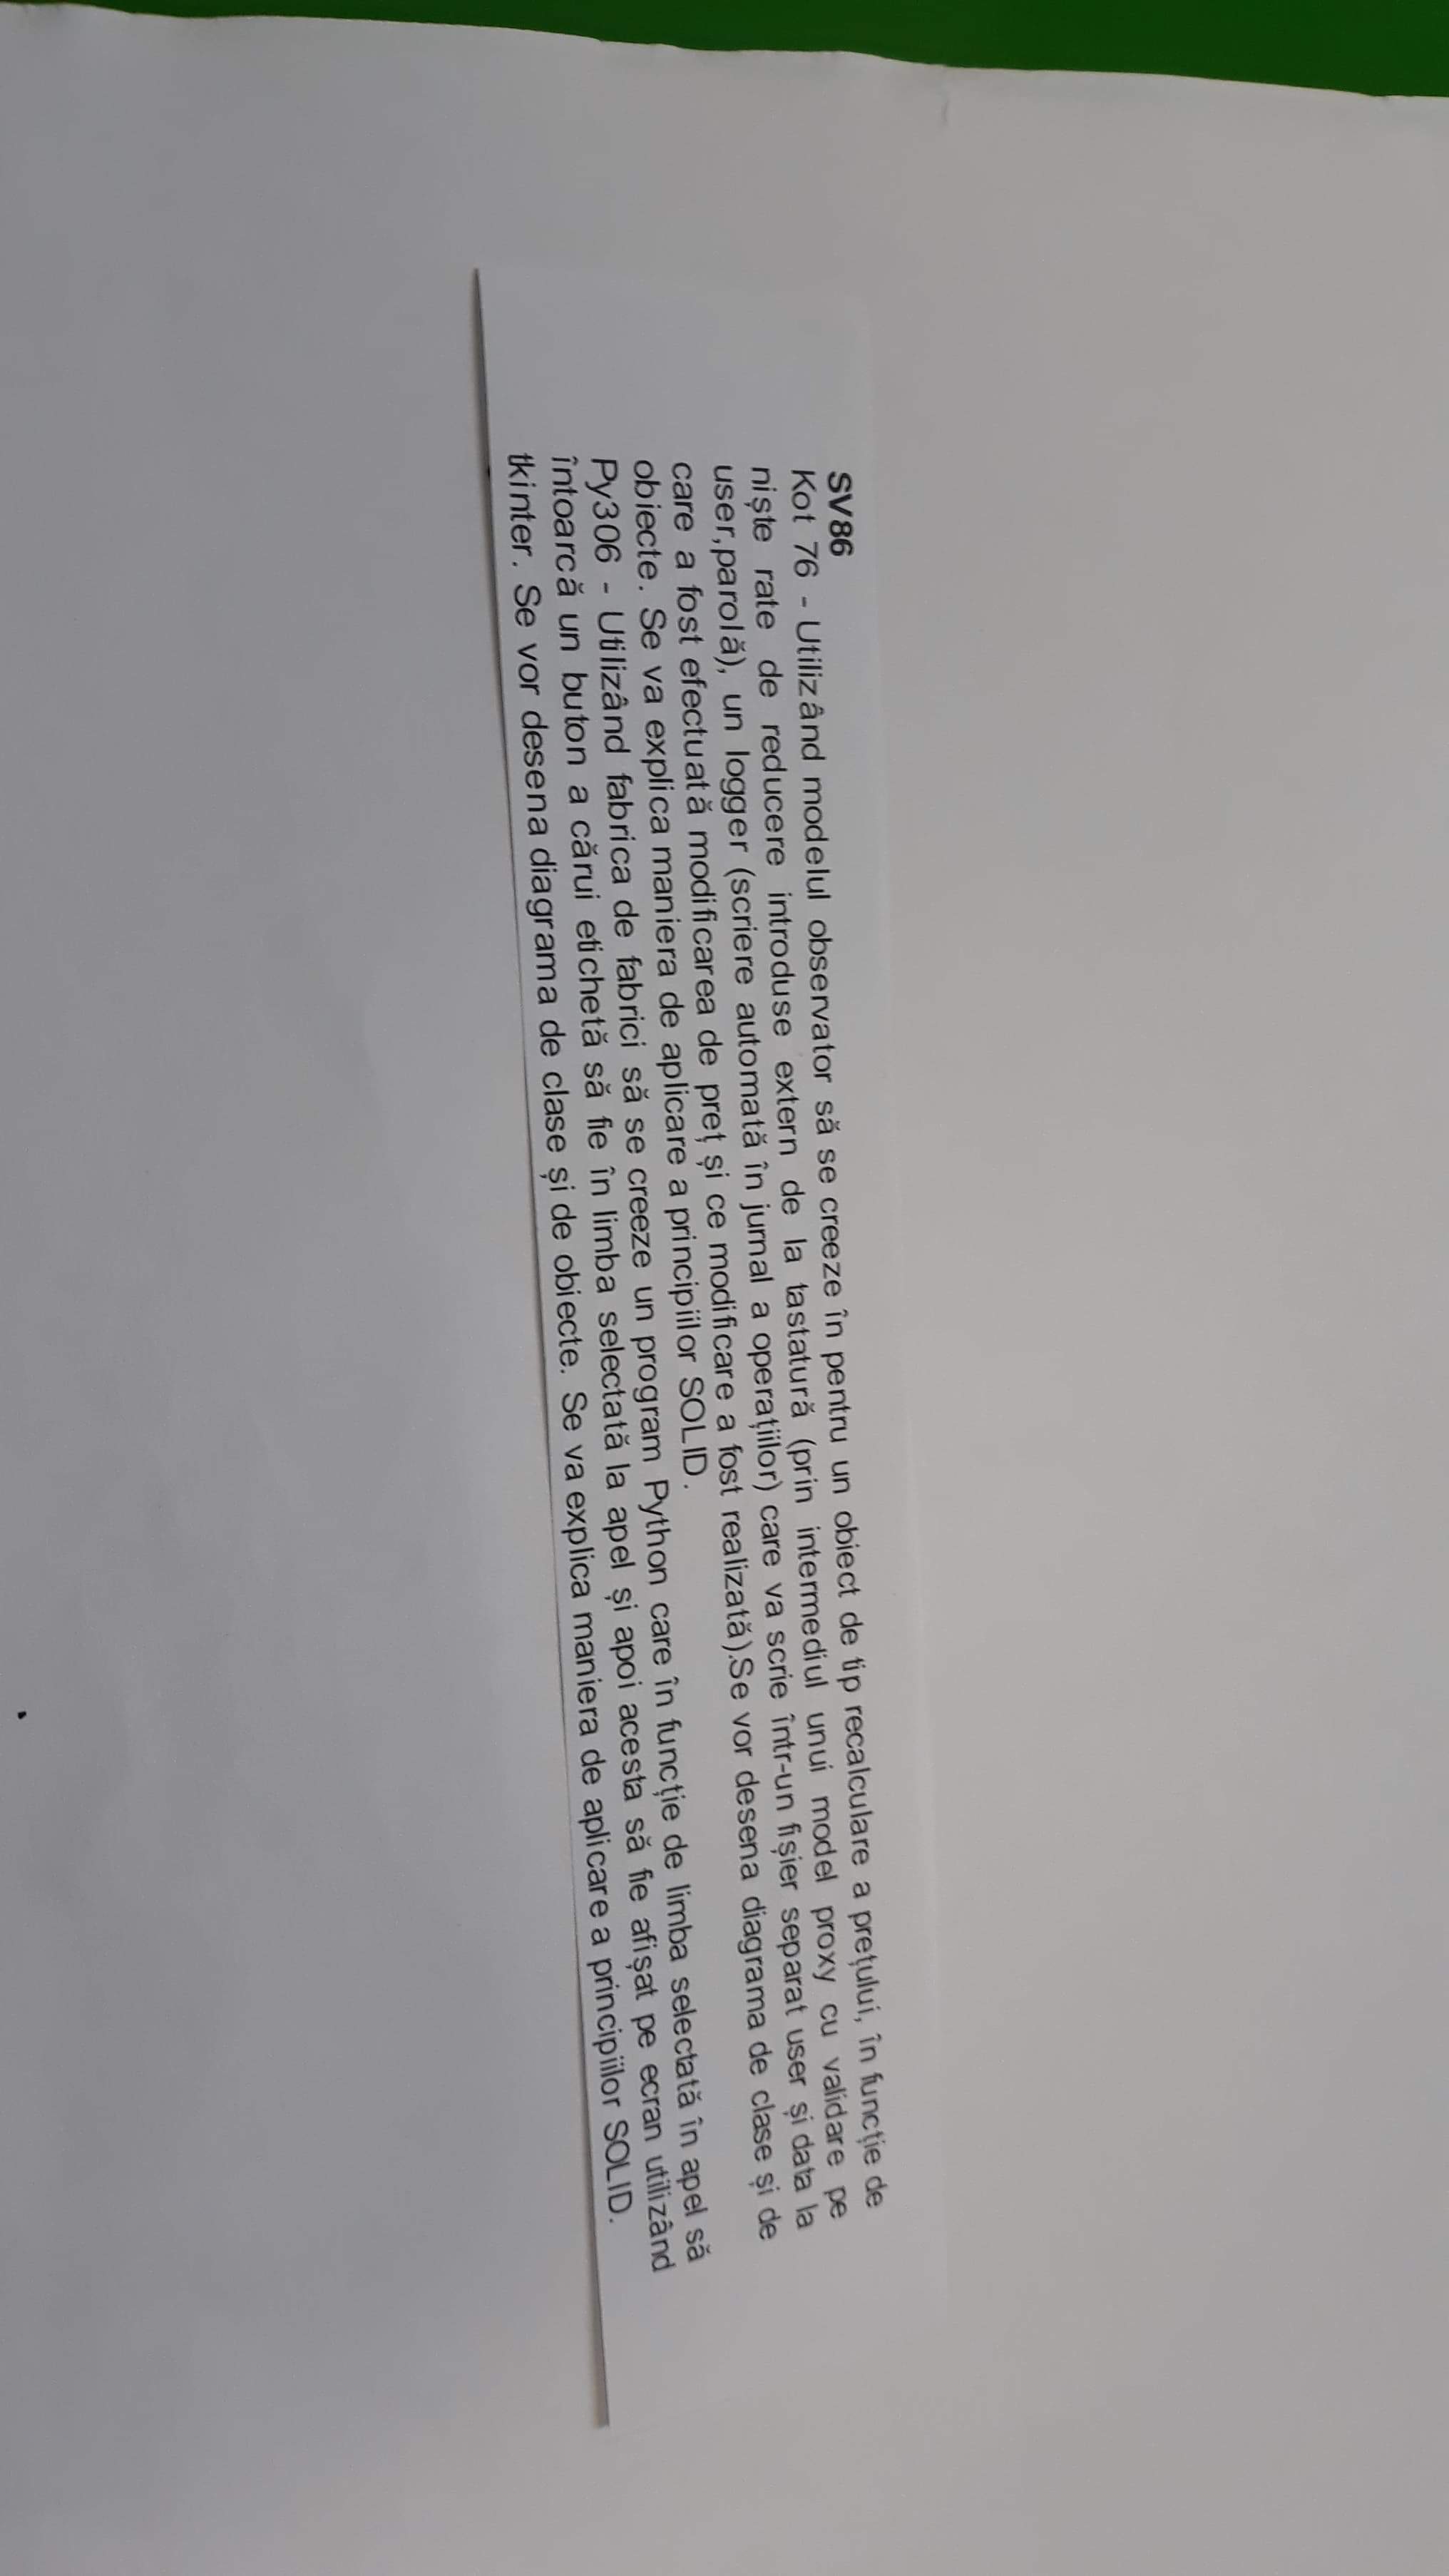 SV86
Kot 76 - Utilizând modelul observator să se creeze în pentru un obiect de tip recalculare a prețului, în funcție de
niște rate de reducere introduse extern de la tastatură (prin intermediul unui model proxy cu validare pe
user,parolă), un logger (scriere automată în jurnal a operațiilor) care va scrie într-un fișier separat user și data la
care a fost efectuată modificarea de preț și ce modificare a fost realizată).Se vor desena diagrama de clase și de
obiecte. Se va explica maniera de aplicare a principiilor SOLID.
Py306 - Utilizând fabrica de fabrici să se creeze un program Python care în funcție de limba selectată în apel să
întoarcă un buton a cărui etichetă să fie în limba selectată la apel și apoi acesta să fie afișat pe ecran utilizând
tkinter. Se vor desena diagrama de clase și de obiecte. Se va explica maniera de aplicare a principiilor SOLID.